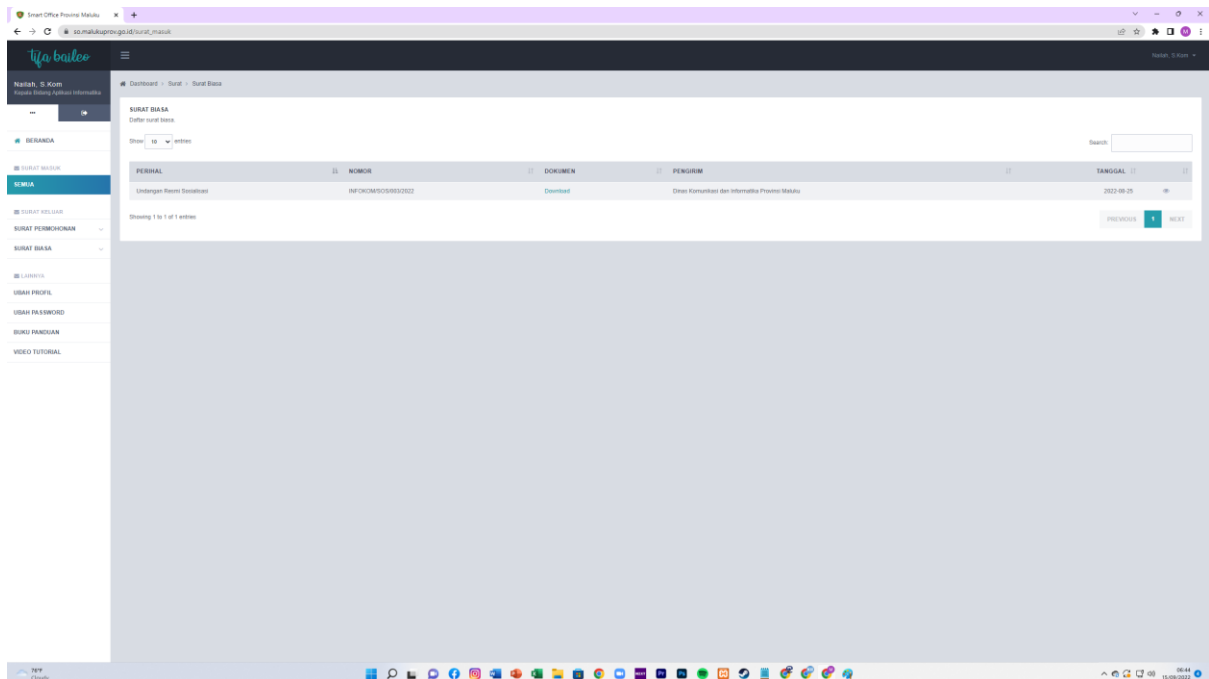 Smart Office Provinsi Maluku
so.malukuprov.go.id/surat_masuk
tifa baileo
Nailah, S.Kom
Nailah, S.Kom
Kepala Bidang Aplikasi Informatika
Dashboard > Surat > Surat Biasa
SURAT BIASA
Daftar surat biasa.
Show 10 entries
Search:
BERANDA
SURAT MASUK
SEMUA
SURAT KELUAR
SURAT PERMOHONAN
SURAT BIASA
LAINNYA
UBAH PROFIL
UBAH PASSWORD
BUKU PANDUAN
VIDEO TUTORIAL
PERIHAL NOMOR DOKUMEN PENGIRIM TANGGAL
Undangan Resmi Sosialisasi INFOKOM/SOS/003/2022 Download Dinas Komunikasi dan Informatika Provinsi Maluku 2022-08-25
Showing 1 to 1 of 1 entries
PREVIOUS 1 NEXT
76°F
Cloudy
06:44
15/09/2022